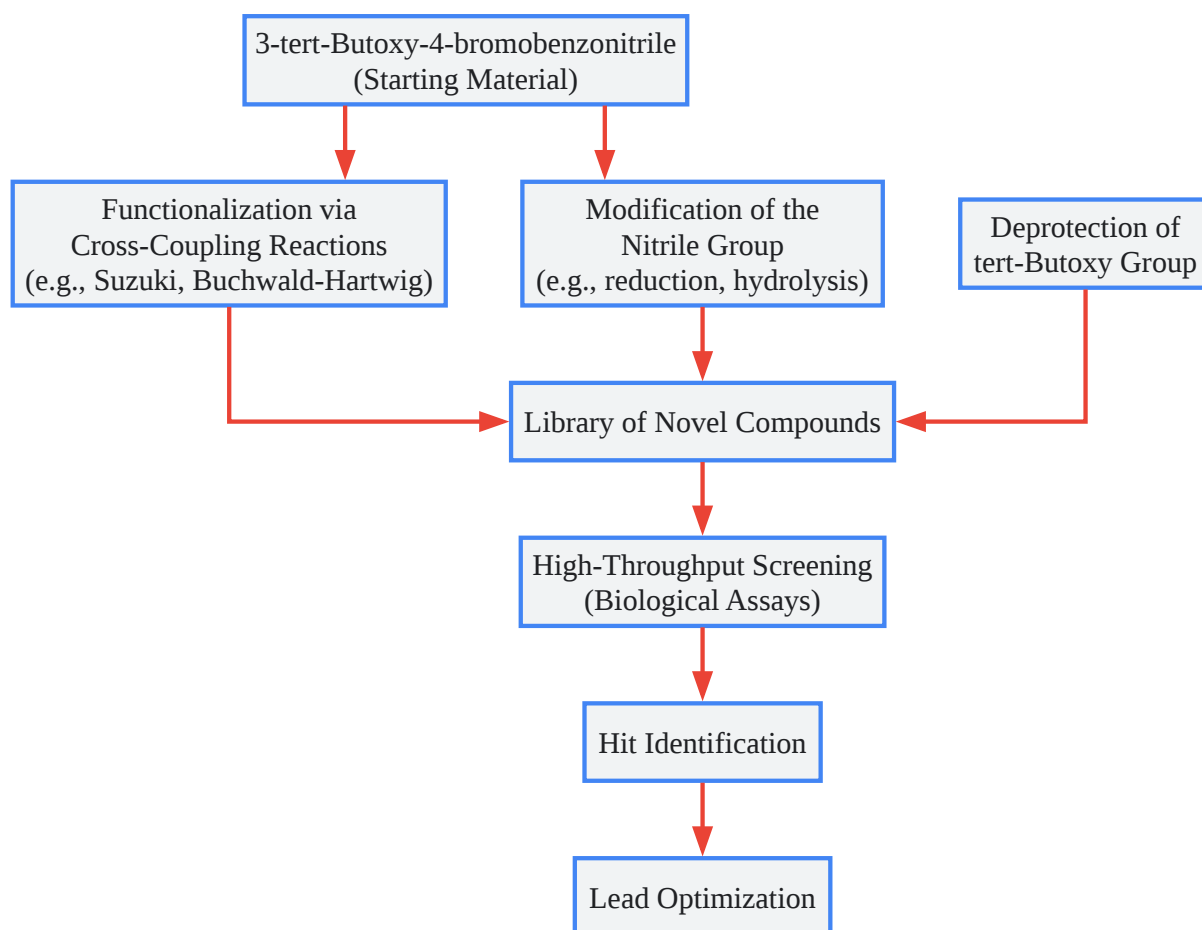 3-tert-Butoxy-4-bromobenzonitrile
(Starting Material)
Functionalization via
Cross-Coupling Reactions
(e.g., Suzuki, Buchwald-Hartwig)
Modification of the
Nitrile Group
(e.g., reduction, hydrolysis)
Deprotection of
tert-Butoxy Group
Library of Novel Compounds
High-Throughput Screening
(Biological Assays)
Hit Identification
Lead Optimization